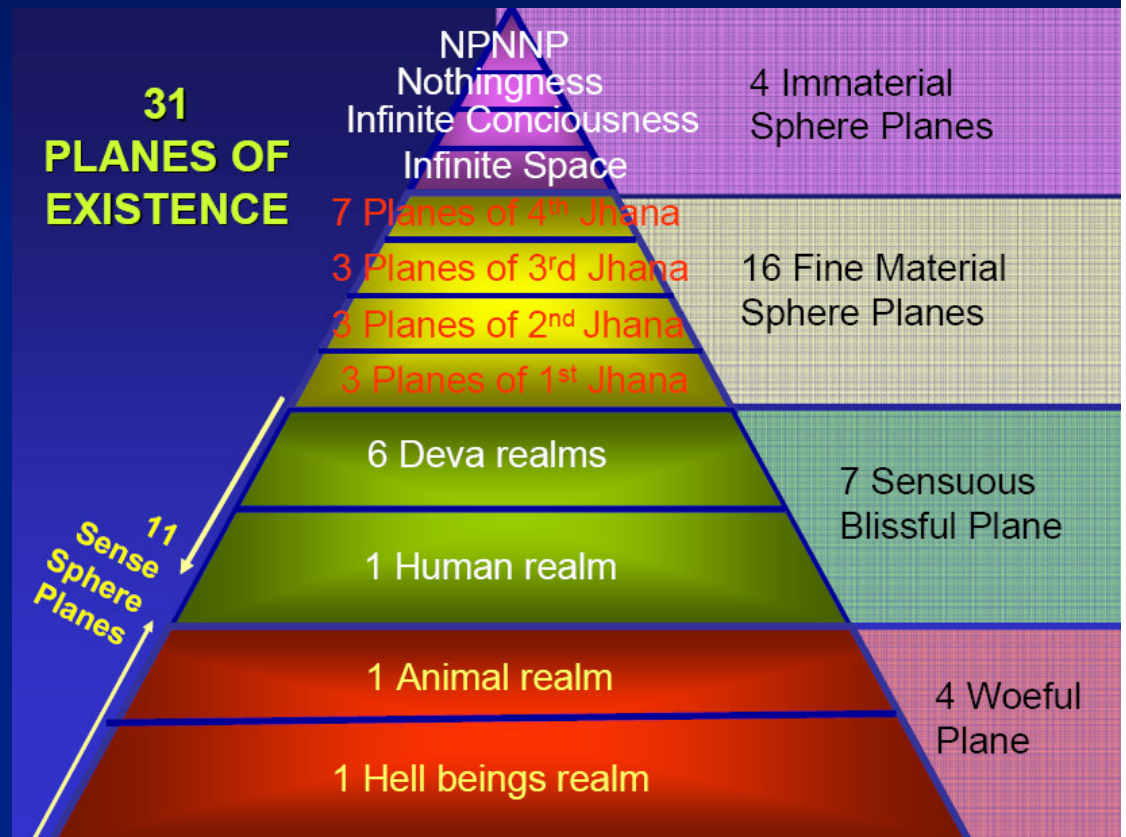 31
PLANES OF
EXISTENCE
NPNNP
Nothingness
Infinite Conciousness
Infinite Space
4 Immaterial
Sphere Planes
7 Planes of 4th Jhana
3 Planes of 3rd Jhana
3 Planes of 2nd Jhana
3 Planes of 1st Jhana
16 Fine Material
Sphere Planes
6 Deva realms
1 Human realm
7 Sensuous
Blissful Plane
11
Sense
Sphere
Planes
1 Animal realm
1 Hell beings realm
4 Woeful
Plane